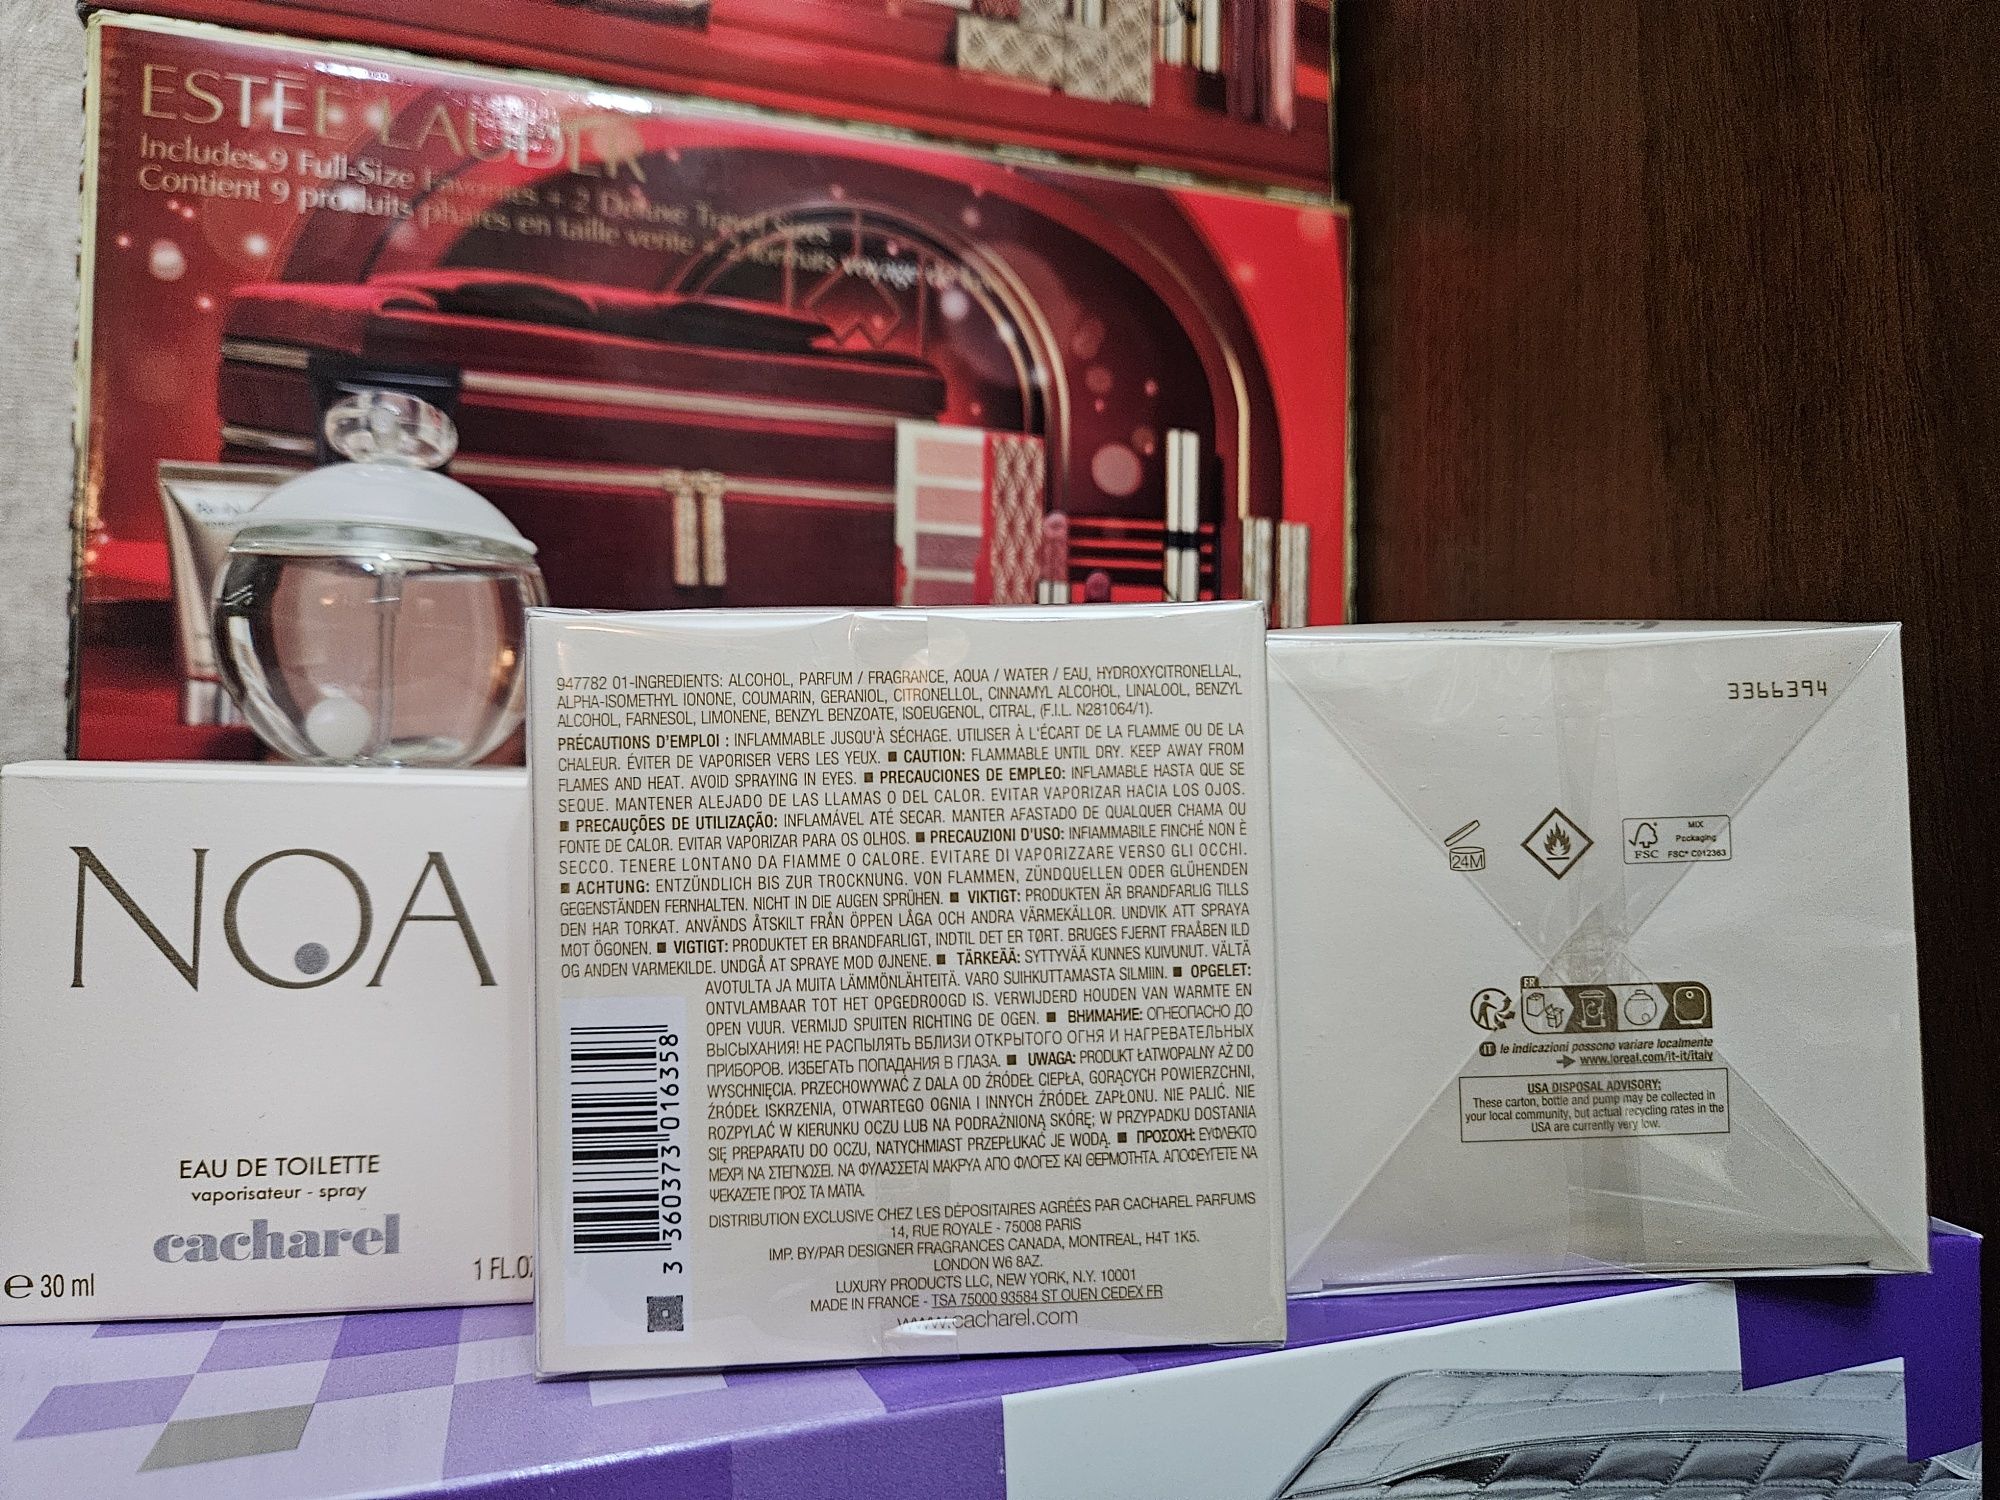 ESTĒE LAUDER
Includes 9 Full-Size Favorites + 2 Deluxe Travel Sizes
Contient 9 produits phares en taille vente + 2 formats voyage de luxe
NOA
EAU DE TOILETTE
vaporisateur - spray
cacharel
℮ 30 ml
1 FL.OZ
947782 01-INGREDIENTS: ALCOHOL, PARFUM / FRAGRANCE, AQUA / WATER / EAU, HYDROXYCITRONELLAL,
ALPHA-ISOMETHYL IONONE, COUMARIN, GERANIOL, CITRONELLOL, CINNAMYL ALCOHOL, LINALOOL, BENZYL
ALCOHOL, FARNESOL, LIMONENE, BENZYL BENZOATE, ISOEUGENOL, CITRAL, (F.I.L. N281064/1).
PRÉCAUTIONS D'EMPLOI : INFLAMMABLE JUSQU'À SÉCHAGE. UTILISER À L'ÉCART DE LA FLAMME OU DE LA
CHALEUR. ÉVITER DE VAPORISER VERS LES YEUX. ■ CAUTION: FLAMMABLE UNTIL DRY. KEEP AWAY FROM
FLAMES AND HEAT. AVOID SPRAYING IN EYES. ■ PRECAUCIONES DE EMPLEO: INFLAMABLE HASTA QUE SE
SEQUE. MANTENER ALEJADO DE LAS LLAMAS O DEL CALOR. EVITAR VAPORIZAR HACIA LOS OJOS.
■ PRECAUÇÕES DE UTILIZAÇÃO: INFLAMÁVEL ATÉ SECAR. MANTER AFASTADO DE QUALQUER CHAMA OU
FONTE DE CALOR. EVITAR VAPORIZAR PARA OS OLHOS. ■ PRECAUZIONI D'USO: INFIAMMABILE FINCHÉ NON È
SECCO. TENERE LONTANO DA FIAMME O CALORE. EVITARE DI VAPORIZZARE VERSO GLI OCCHI.
■ ACHTUNG: ENTZÜNDLICH BIS ZUR TROCKNUNG. VON FLAMMEN, ZÜNDQUELLEN ODER GLÜHENDEN
GEGENSTÄNDEN FERNHALTEN. NICHT IN DIE AUGEN SPRÜHEN. ■ VIKTIGT: PRODUKTEN ÄR BRANDFARLIG TILLS
DEN HAR TORKAT. ANVÄNDS ÅTSKILT FRÅN ÖPPEN LÅGA OCH ANDRA VÄRMEKÄLLOR. UNDVIK ATT SPRAYA
MOT ÖGONEN. ■ VIGTIGT: PRODUKTET ER BRANDFARLIGT, INDTIL DET ER TØRT. BRUGES FJERNT FRAÅBEN ILD
OG ANDEN VARMEKILDE. UNDGÅ AT SPRAYE MOD ØJNENE. ■ TÄRKEÄÄ: SYTTYVÄÄ KUNNES KUIVUNUT. VÄLTÄ
AVOTULTA JA MUITA LÄMMÖNLÄHTEITÄ. VARO SUIHKUTTAMASTA SILMIIN. ■ OPGELET:
ONTVLAMBAAR TOT HET OPGEDROOGD IS. VERWIJDERD HOUDEN VAN WARMTE EN
OPEN VUUR. VERMIJD SPUITEN RICHTING DE OGEN. ■ ВНИМАНИЕ: ОГНЕОПАСНО ДО
ВЫСЫХАНИЯ! НЕ РАСПЫЛЯТЬ ВБЛИЗИ ОТКРЫТОГО ОГНЯ И НАГРЕВАТЕЛЬНЫХ
ПРИБОРОВ. ИЗБЕГАТЬ ПОПАДАНИЯ В ГЛАЗА. ■ UWAGA: PRODUKT ŁATWOPALNY AŻ DO
WYSCHNIĘCIA. PRZECHOWYWAĆ Z DALA OD ŹRÓDEŁ CIEPŁA, GORĄCYCH POWIERZCHNI,
ŹRÓDEŁ ISKRZENIA, OTWARTEGO OGNIA I INNYCH ŹRÓDEŁ ZAPŁONU. NIE PALIĆ. NIE
ROZPYLAĆ W KIERUNKU OCZU LUB NA PODRAŻNIONĄ SKÓRĘ; W PRZYPADKU DOSTANIA
SIĘ PREPARATU DO OCZU, NATYCHMIAST PRZEPŁUKAĆ JE WODĄ. ■ ΠΡΟΣΟΧΗ: ΕΥΦΛΕΚΤΟ
ΜΕΧΡΙ ΝΑ ΣΤΕΓΝΩΣΕΙ. ΝΑ ΦΥΛΑΣΣΕΤΑΙ ΜΑΚΡΥΑ ΑΠΟ ΦΛΟΓΕΣ ΚΑΙ ΘΕΡΜΟΤΗΤΑ. ΑΠΟΦΕΥΓΕΤΕ ΝΑ
ΨΕΚΑΖΕΤΕ ΠΡΟΣ ΤΑ ΜΑΤΙΑ.
DISTRIBUTION EXCLUSIVE CHEZ LES DÉPOSITAIRES AGRÉÉS PAR CACHAREL PARFUMS
14, RUE ROYALE - 75008 PARIS
IMP. BY/PAR DESIGNER FRAGRANCES CANADA, MONTREAL, H4T 1K5.
LONDON W6 8AZ.
LUXURY PRODUCTS LLC, NEW YORK, N.Y. 10001
MADE IN FRANCE - TSA 75000 93584 ST OUEN CEDEX FR
www.cacharel.com
3 360373 016358
3366394
24M
FSC
MIX
Packaging
FSC® C012363
FR
IT le indicazioni possono variare localmente
www.loreal.com/it-it/italy
USA DISPOSAL ADVISORY:
These carton, bottle and pump may be collected in
your local community, but actual recycling rates in the
USA are currently very low.